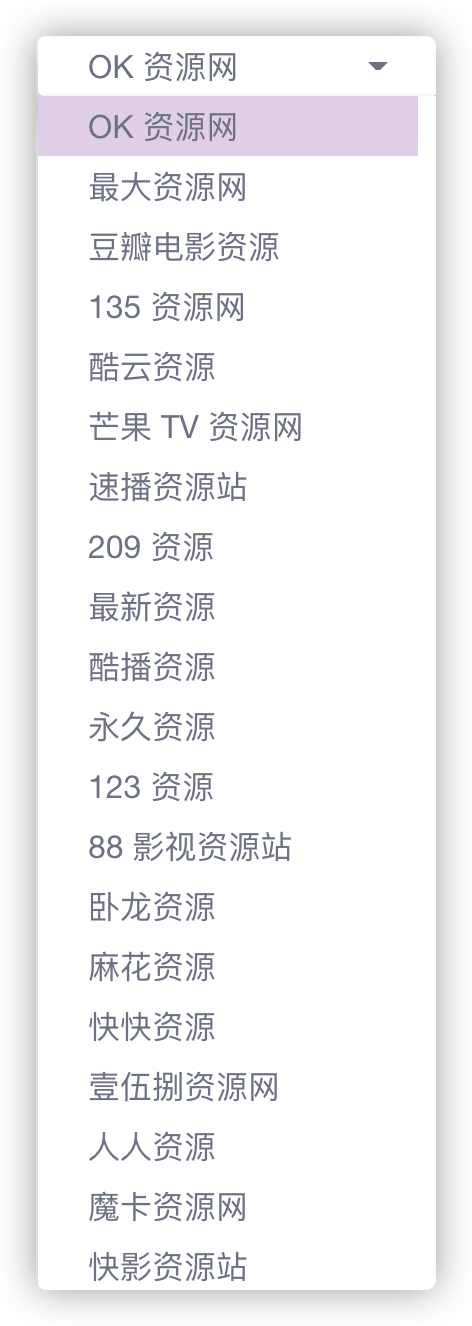 OK 资源网
OK 资源网
最大资源网
豆瓣电影资源
135 资源网
酷云资源
芒果 TV 资源网
速播资源站
209 资源
最新资源
酷播资源
永久资源
123 资源
88 影视资源站
卧龙资源
麻花资源
快快资源
壹伍捌资源网
人人资源
魔卡资源网
快影资源站